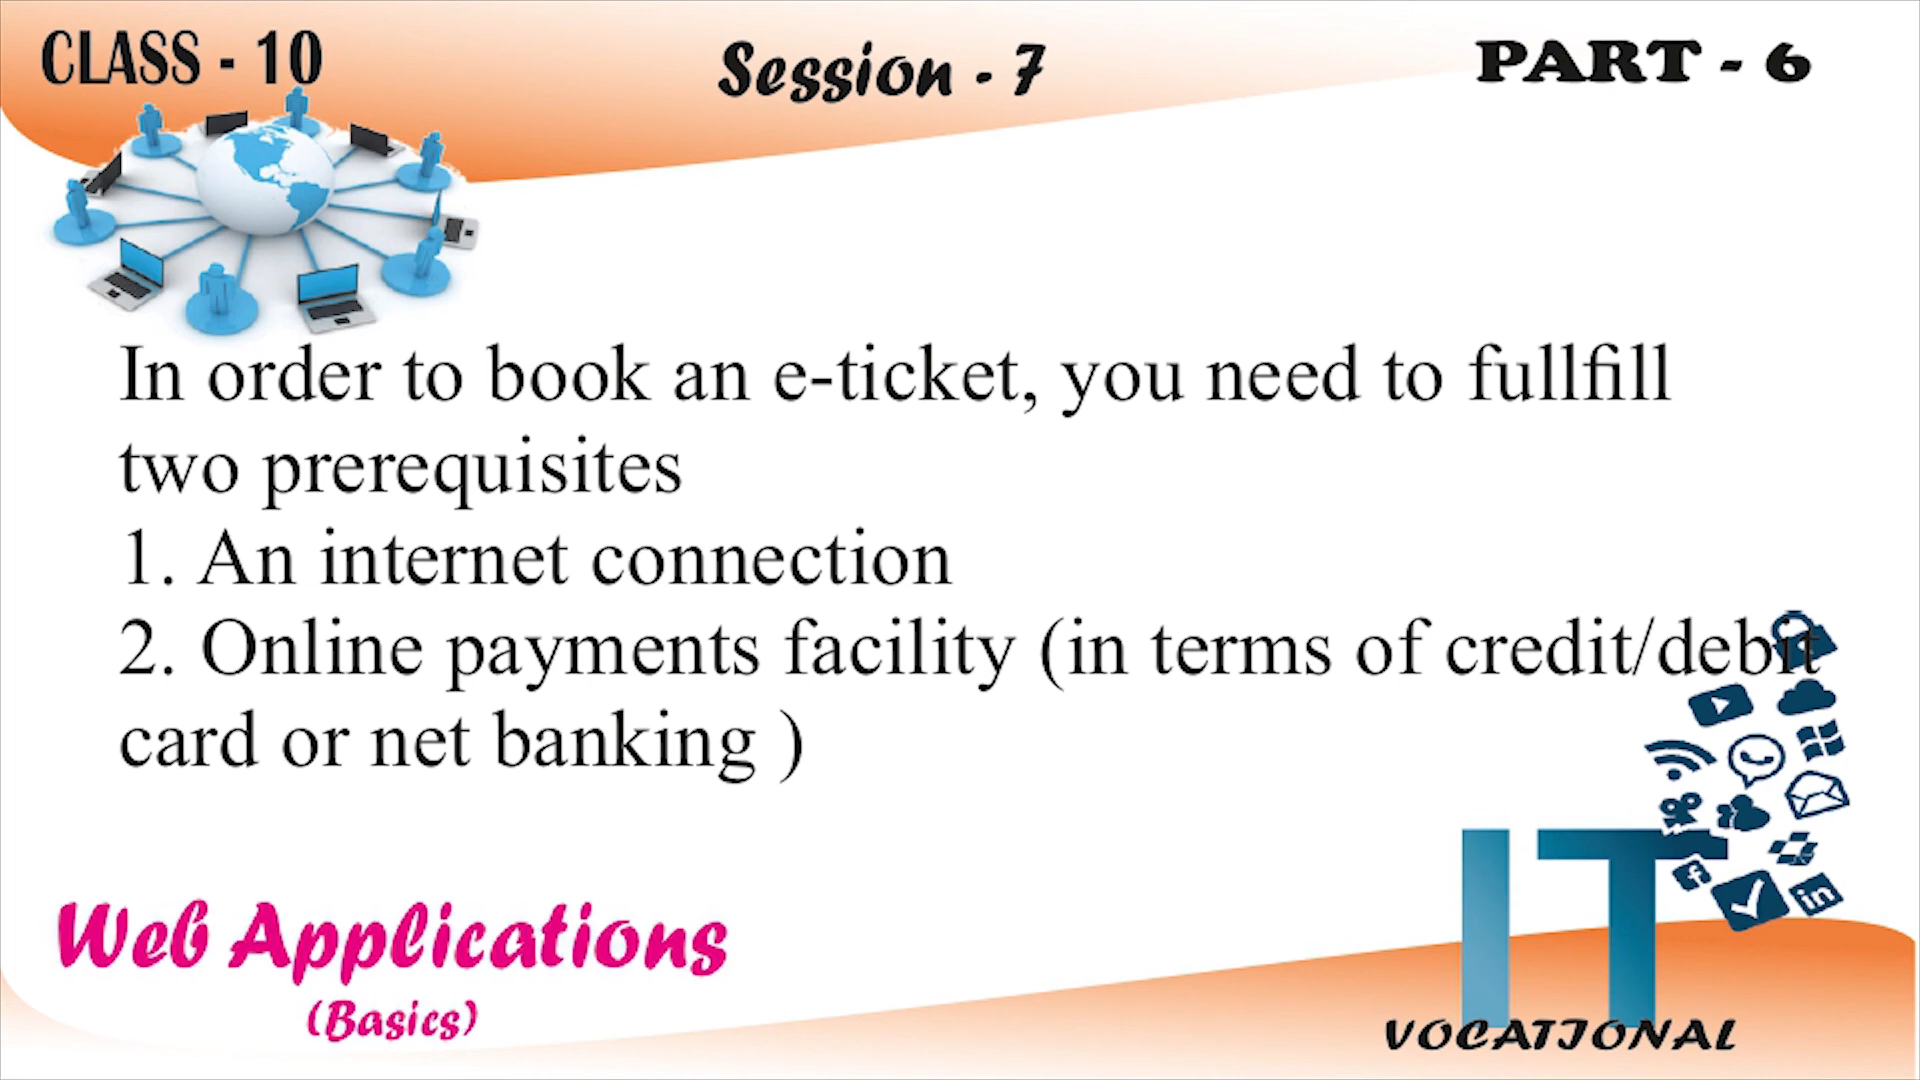 CLASS - 10
Session - 7
PART - 6
In order to book an e-ticket, you need to fullfill
two prerequisites
1. An internet connection
2. Online payments facility (in terms of credit/debit
card or net banking )
Web Applications
(Basics)
IT
VOCATIONAL
f
in